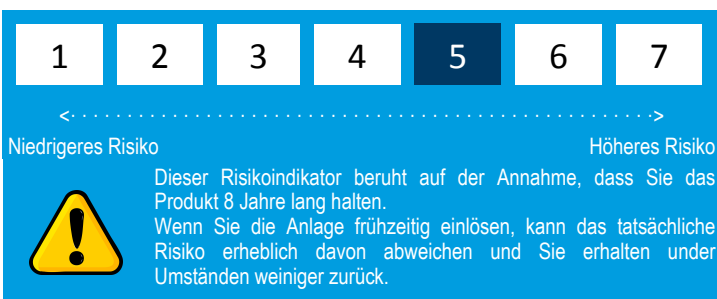 1 2 3 4 5 6 7
<· · · · · · · · · · · · · · · · · · · · · · · · · · · · · · · · · · · · · · · · · · · · · · · · · · · ·>
Niedrigeres Risiko Höheres Risiko
Dieser Risikoindikator beruht auf der Annahme, dass Sie das
Produkt 8 Jahre lang halten.
Wenn Sie die Anlage frühzeitig einlösen, kann das tatsächliche
Risiko erheblich davon abweichen und Sie erhalten under
Umständen weiniger zurück.